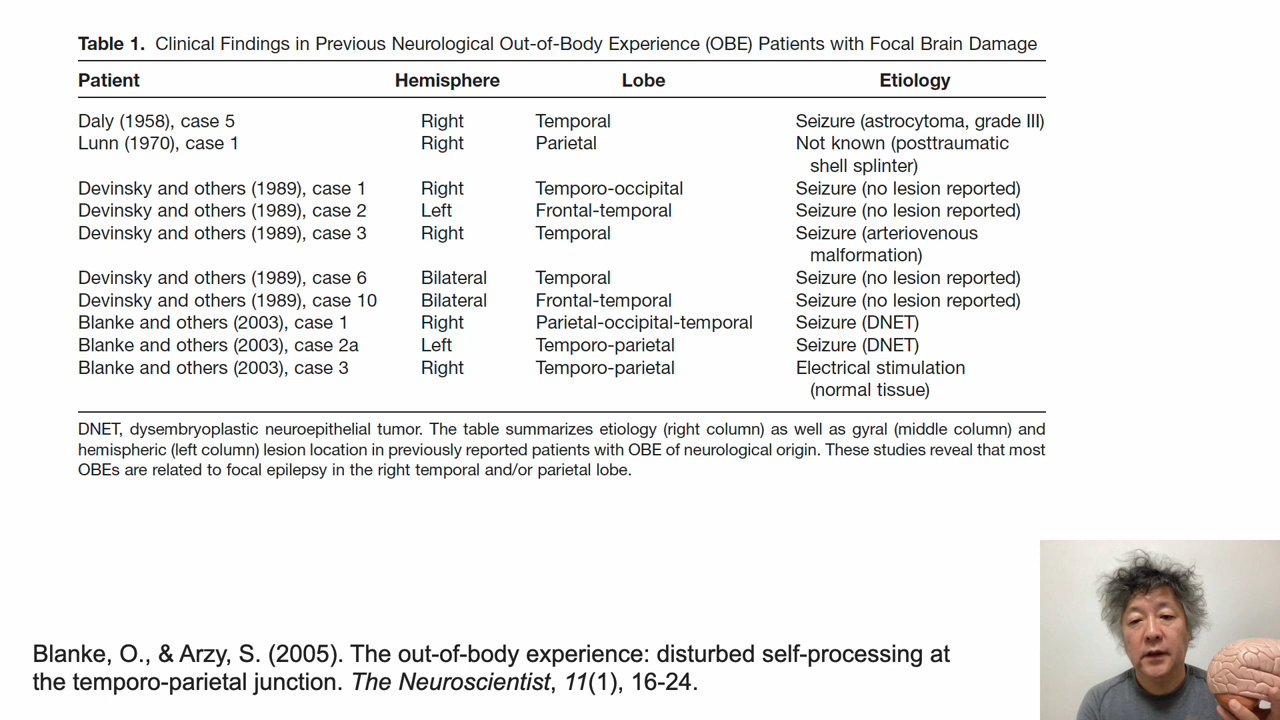 Table 1. Clinical Findings in Previous Neurological Out-of-Body Experience (OBE) Patients with Focal Brain Damage
Patient Hemisphere Lobe Etiology
Daly (1958), case 5 Right Temporal Seizure (astrocytoma, grade III)
Lunn (1970), case 1 Right Parietal Not known (posttraumatic
shell splinter)
Devinsky and others (1989), case 1 Right Temporo-occipital Seizure (no lesion reported)
Devinsky and others (1989), case 2 Left Frontal-temporal Seizure (no lesion reported)
Devinsky and others (1989), case 3 Right Temporal Seizure (arteriovenous
malformation)
Devinsky and others (1989), case 6 Bilateral Temporal Seizure (no lesion reported)
Devinsky and others (1989), case 10 Bilateral Frontal-temporal Seizure (no lesion reported)
Blanke and others (2003), case 1 Right Parietal-occipital-temporal Seizure (DNET)
Blanke and others (2003), case 2a Left Temporo-parietal Seizure (DNET)
Blanke and others (2003), case 3 Right Temporo-parietal Electrical stimulation
(normal tissue)
DNET, dysembryoplastic neuroepithelial tumor. The table summarizes etiology (right column) as well as gyral (middle column) and
hemispheric (left column) lesion location in previously reported patients with OBE of neurological origin. These studies reveal that most
OBEs are related to focal epilepsy in the right temporal and/or parietal lobe.
Blanke, O., & Arzy, S. (2005). The out-of-body experience: disturbed self-processing at
the temporo-parietal junction. The Neuroscientist, 11(1), 16-24.